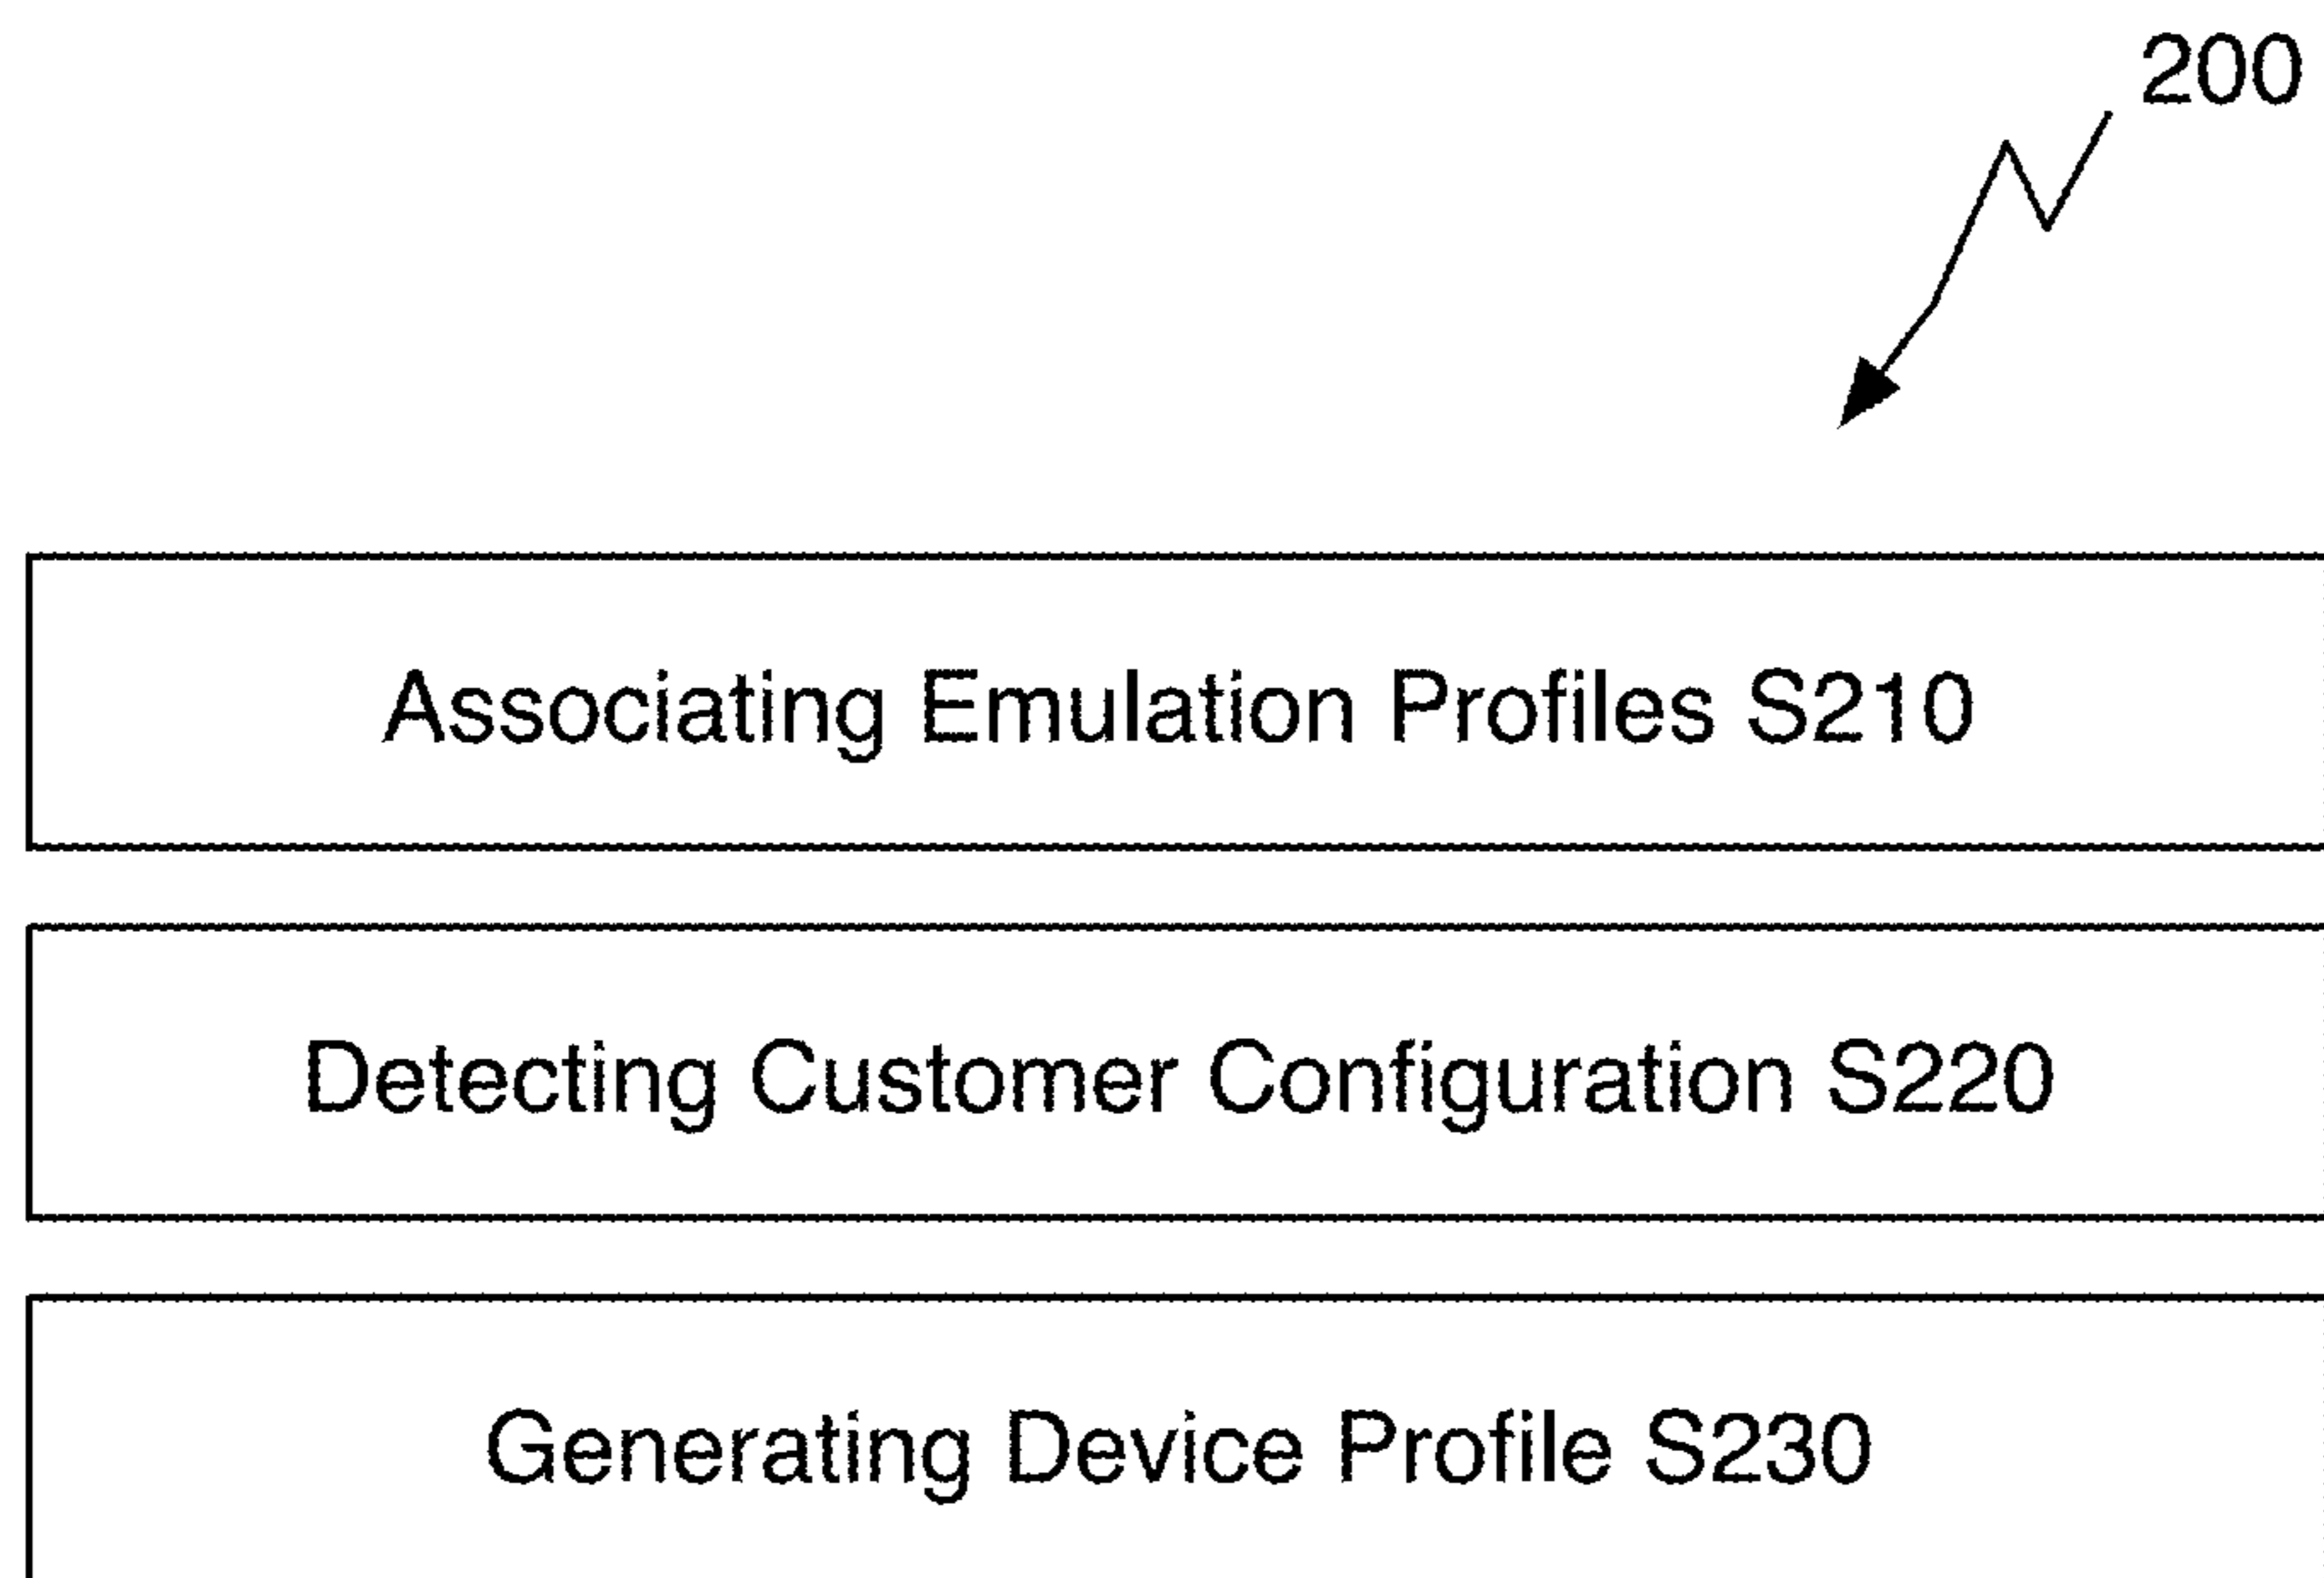 200
Associating Emulation Profiles S210
Detecting Customer Configuration S220
Generating Device Profile S230